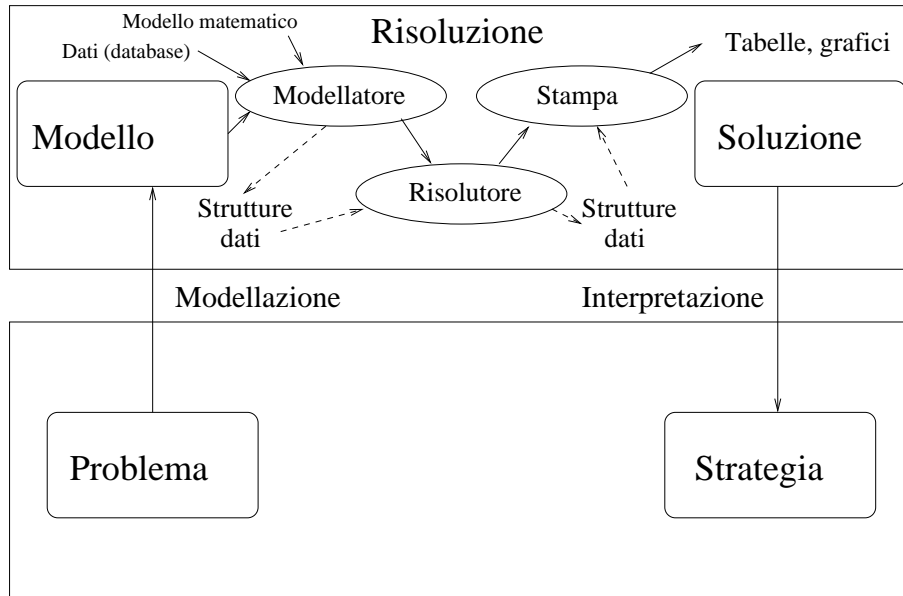 Modello matematico
Risoluzione
Dati (database)
Tabelle, grafici
Modellatore
Stampa
Modello
Soluzione
Risolutore
Strutture
dati
Strutture
dati
Modellazione
Interpretazione
Problema
Strategia